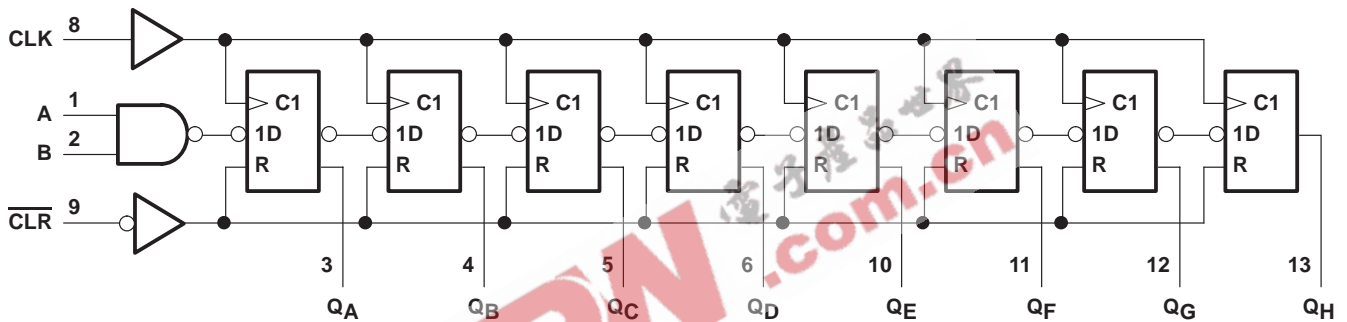 CLK 8
A 1
B 2
C̅L̅R̅ 9
C1 C1 C1 C1 C1 C1 C1 C1
1D 1D 1D 1D 1D 1D 1D 1D
R R R R R R R R
3 4 5 6 10 11 12 13
QA QB QC QD QE QF QG QH
.com.cn